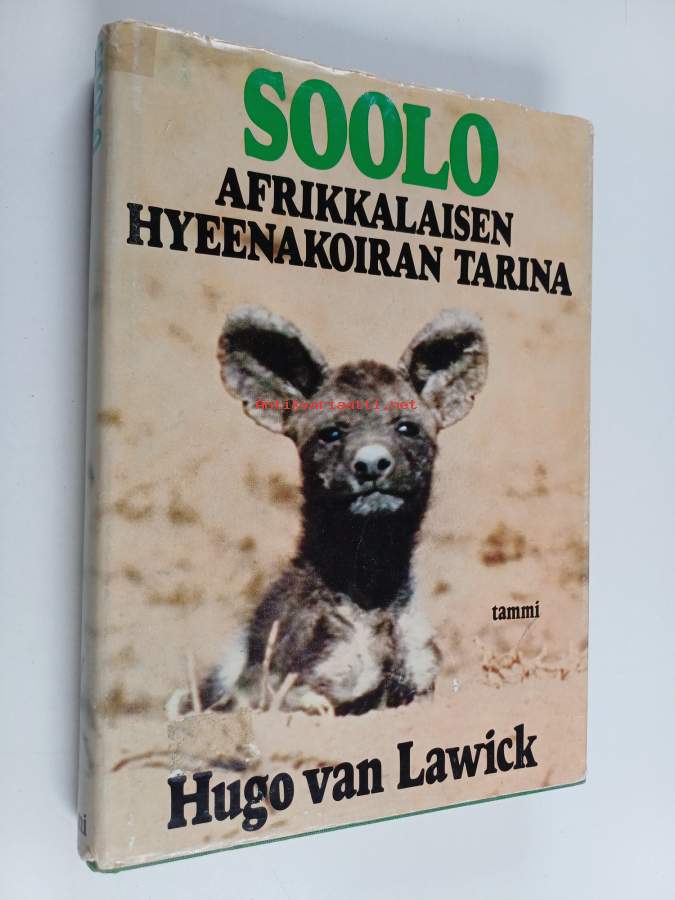 SOOLO
AFRIKKALAISEN
HYEENAKOIRAN TARINA
Antikvariaatti.net
tammi
Hugo van Lawick